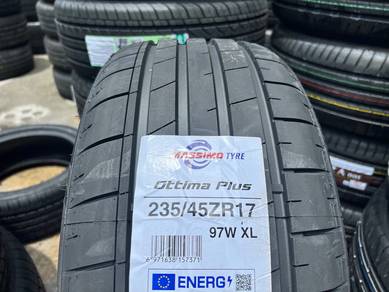 MASSIMO TYRE
Ottima Plus
235/45ZR17
97W XL
6 971638 157371
ENERG